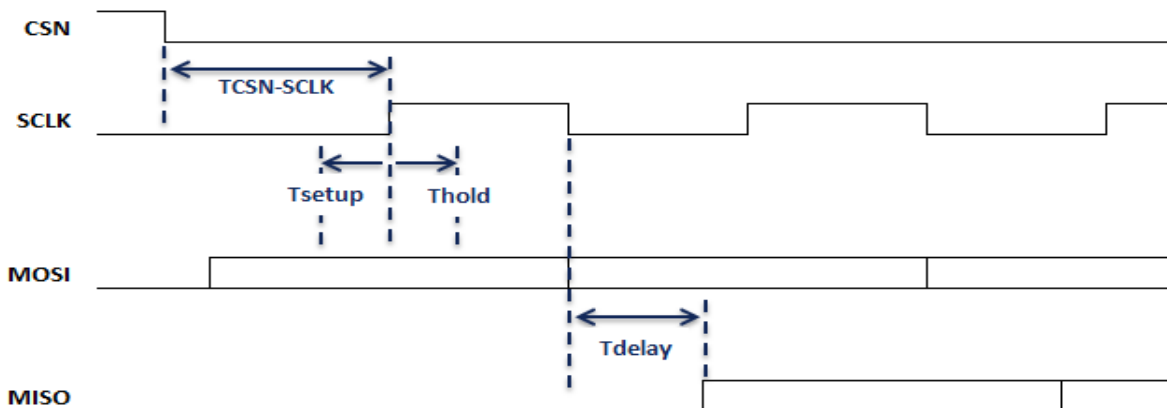 CSN
TCSN-SCLK
SCLK
Tsetup
Thold
MOSI
Tdelay
MISO